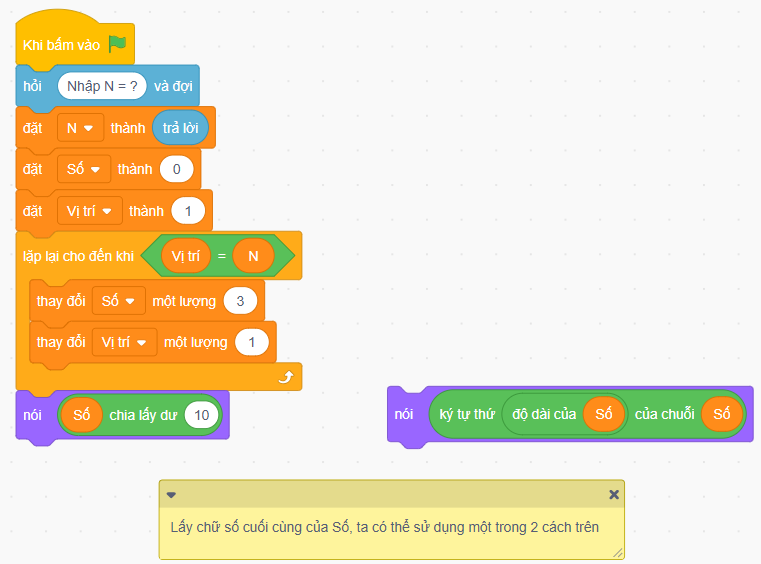 Khi bấm vào
hỏi Nhập N = ? và đợi
đặt N thành trả lời
đặt Số thành 0
đặt Vị trí thành 1
lặp lại cho đến khi Vị trí = N
thay đổi Số một lượng 3
thay đổi Vị trí một lượng 1
nói Số chia lấy dư 10
nói ký tự thứ độ dài của Số của chuỗi Số
Lấy chữ số cuối cùng của Số, ta có thể sử dụng một trong 2 cách trên